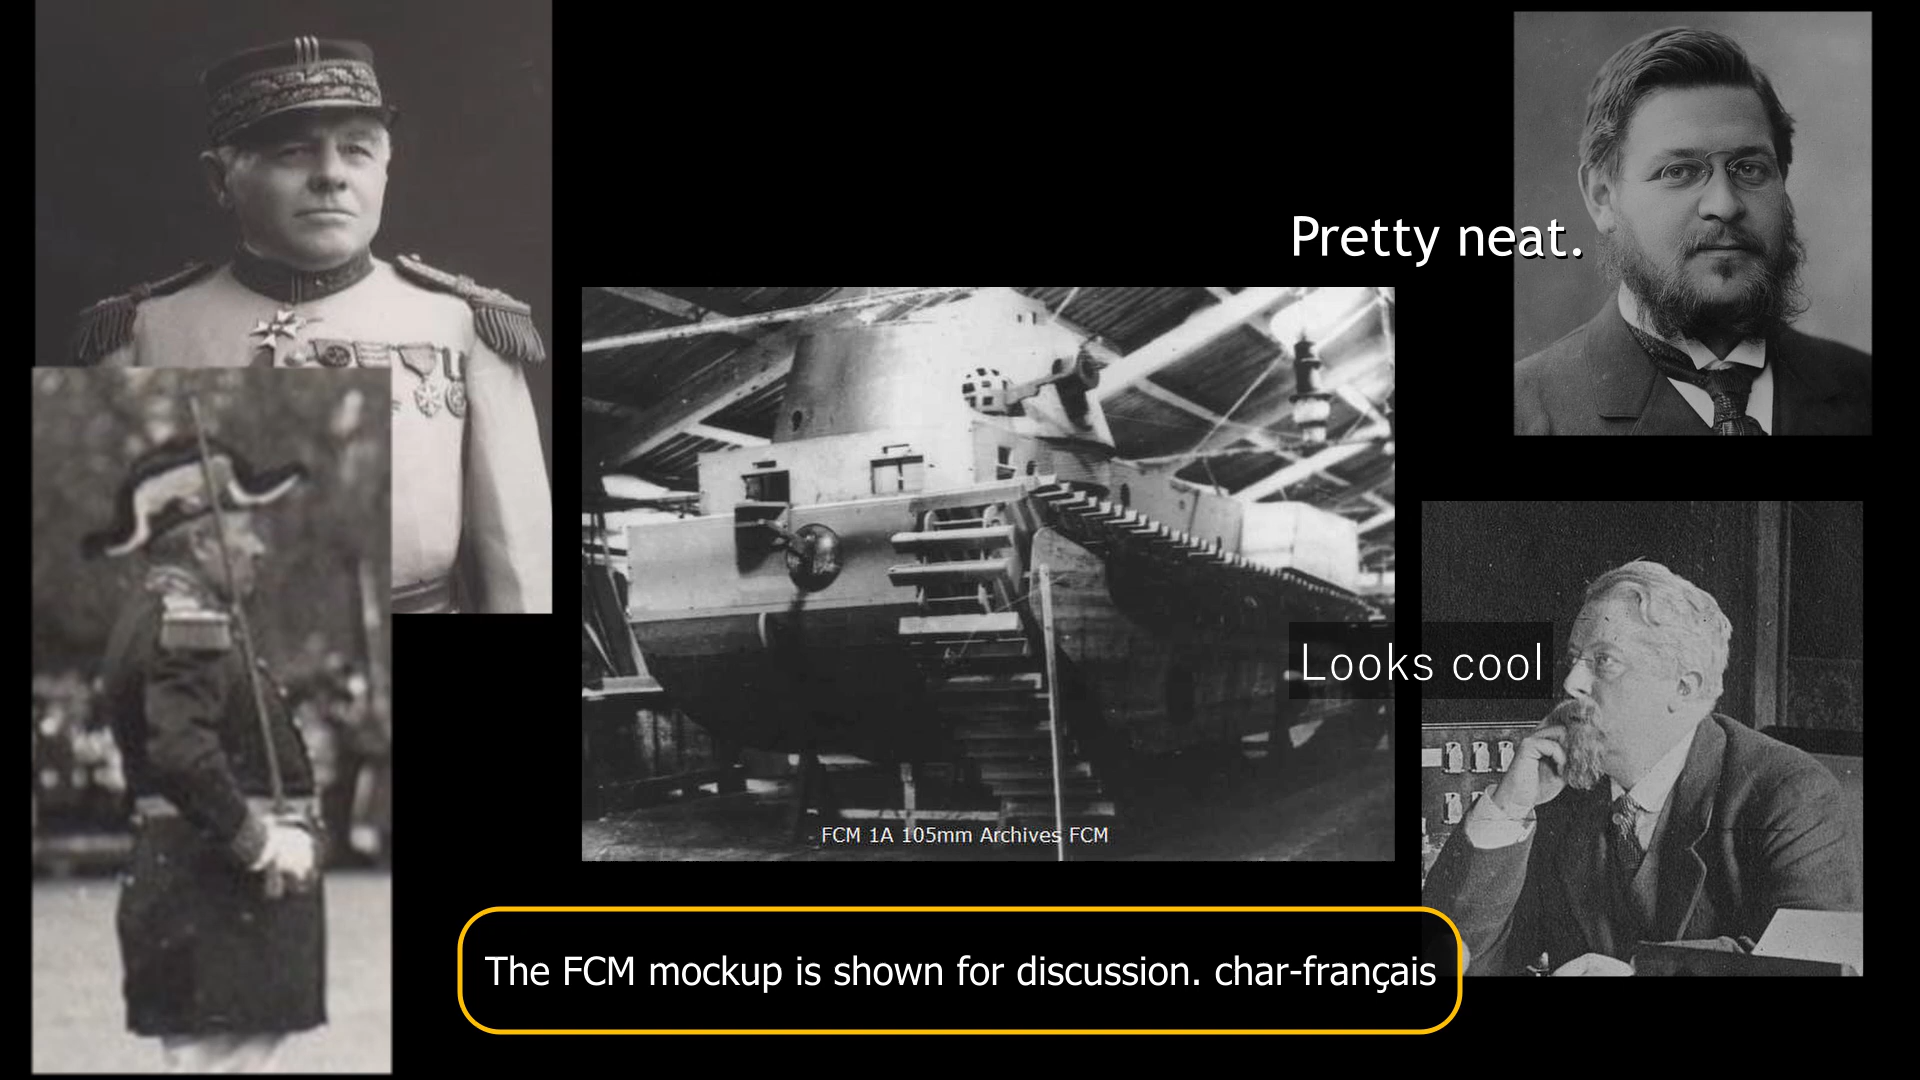 Pretty neat.
Looks cool
FCM 1A 105mm Archives FCM
The FCM mockup is shown for discussion. char-français